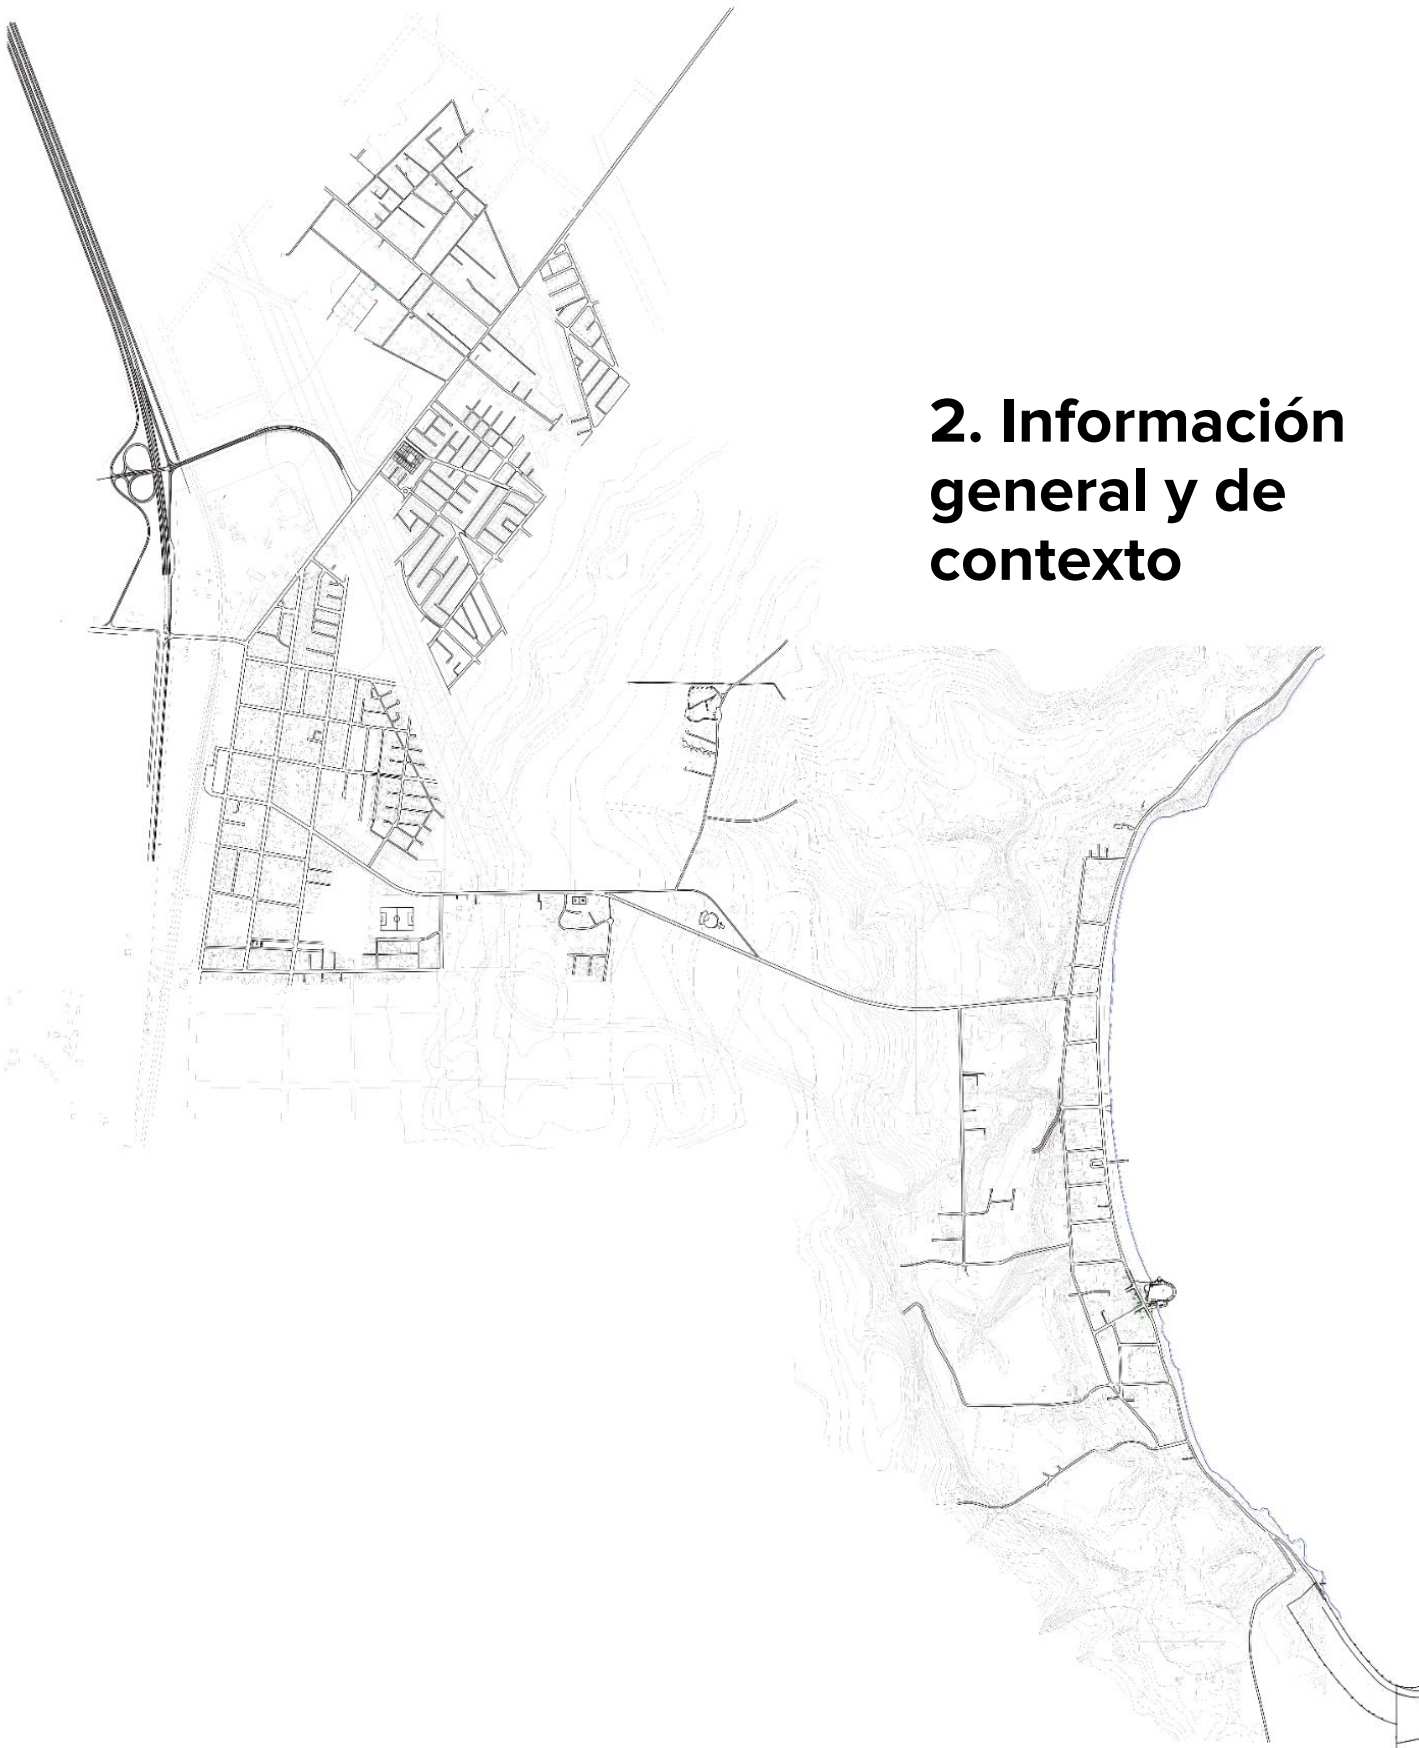 2. Información
general y de
contexto